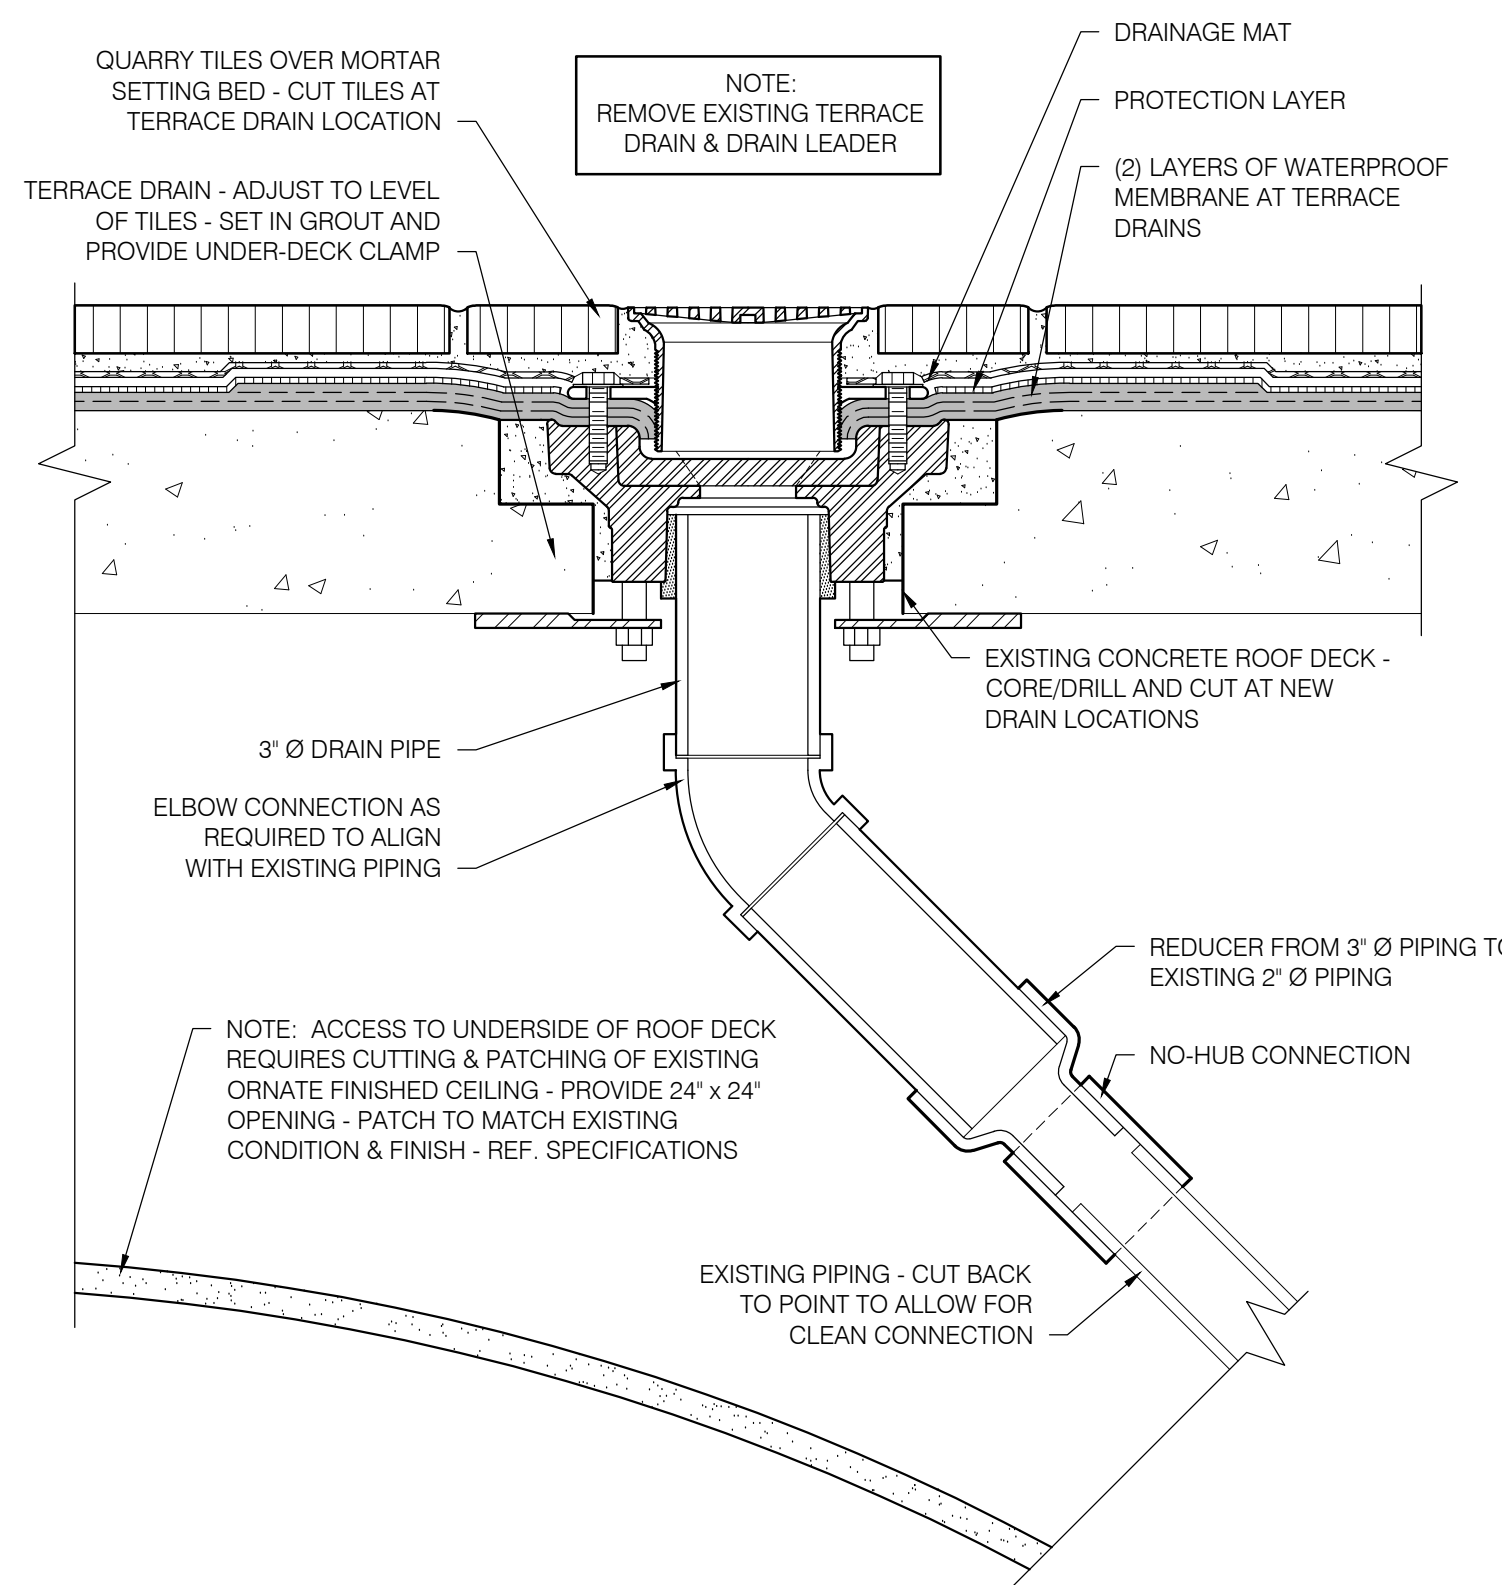 QUARRY TILES OVER MORTAR
SETTING BED - CUT TILES AT
TERRACE DRAIN LOCATION
TERRACE DRAIN - ADJUST TO LEVEL
OF TILES - SET IN GROUT AND
PROVIDE UNDER-DECK CLAMP
NOTE:
REMOVE EXISTING TERRACE
DRAIN & DRAIN LEADER
DRAINAGE MAT
PROTECTION LAYER
(2) LAYERS OF WATERPROOF
MEMBRANE AT TERRACE
DRAINS
EXISTING CONCRETE ROOF DECK -
CORE/DRILL AND CUT AT NEW
DRAIN LOCATIONS
3" Ø DRAIN PIPE
ELBOW CONNECTION AS
REQUIRED TO ALIGN
WITH EXISTING PIPING
REDUCER FROM 3" Ø PIPING TO
EXISTING 2" Ø PIPING
NO-HUB CONNECTION
NOTE:  ACCESS TO UNDERSIDE OF ROOF DECK
REQUIRES CUTTING & PATCHING OF EXISTING
ORNATE FINISHED CEILING - PROVIDE 24" x 24"
OPENING - PATCH TO MATCH EXISTING
CONDITION & FINISH - REF. SPECIFICATIONS
EXISTING PIPING - CUT BACK
TO POINT TO ALLOW FOR
CLEAN CONNECTION